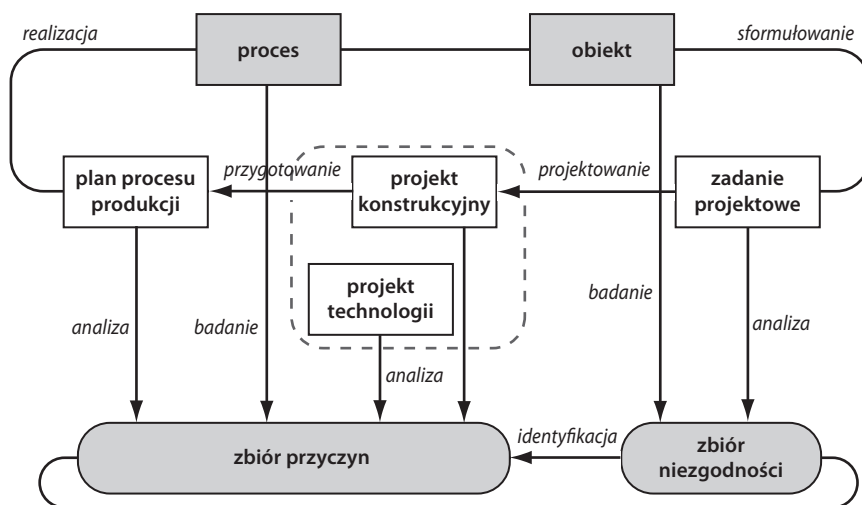 realizacja
proces
obiekt
sformułowanie
plan procesu
produkcji
przygotowanie
projekt
konstrukcyjny
projektowanie
zadanie
projektowe
projekt
technologii
analiza
badanie
analiza
badanie
analiza
zbiór przyczyn
identyfikacja
zbiór
niezgodności